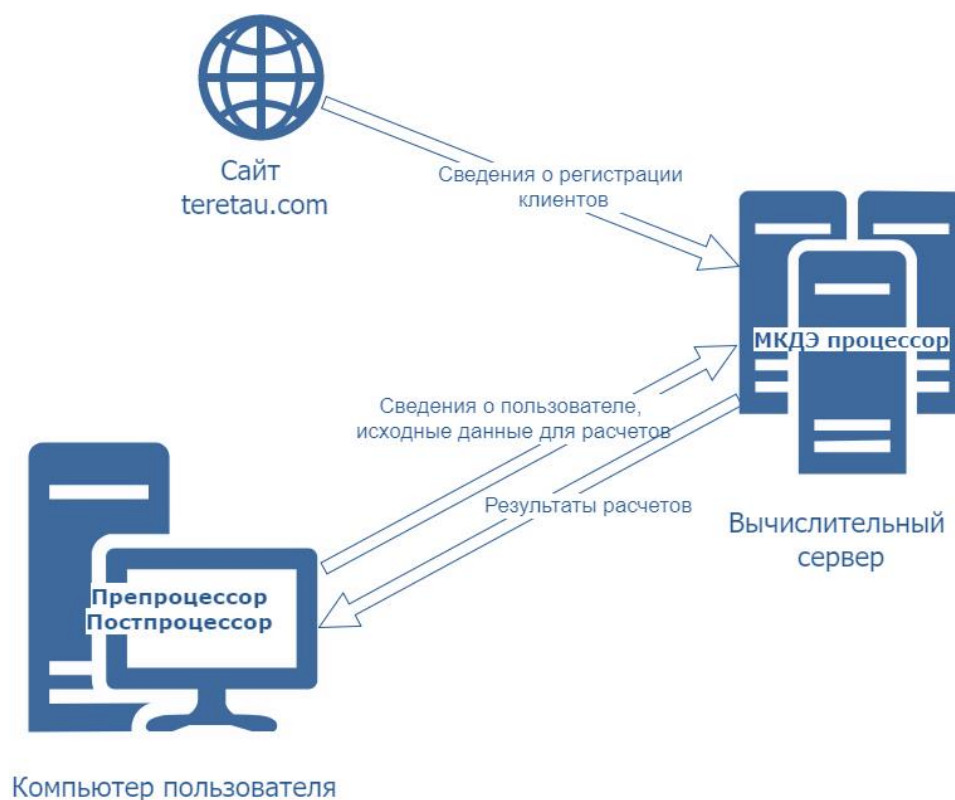 Сайт
teretau.com
Сведения о регистрации
клиентов
МКДЭ процессор
Сведения о пользователе,
исходные данные для расчетов
Результаты расчетов
Вычислительный
сервер
Препроцессор
Постпроцессор
Компьютер пользователя